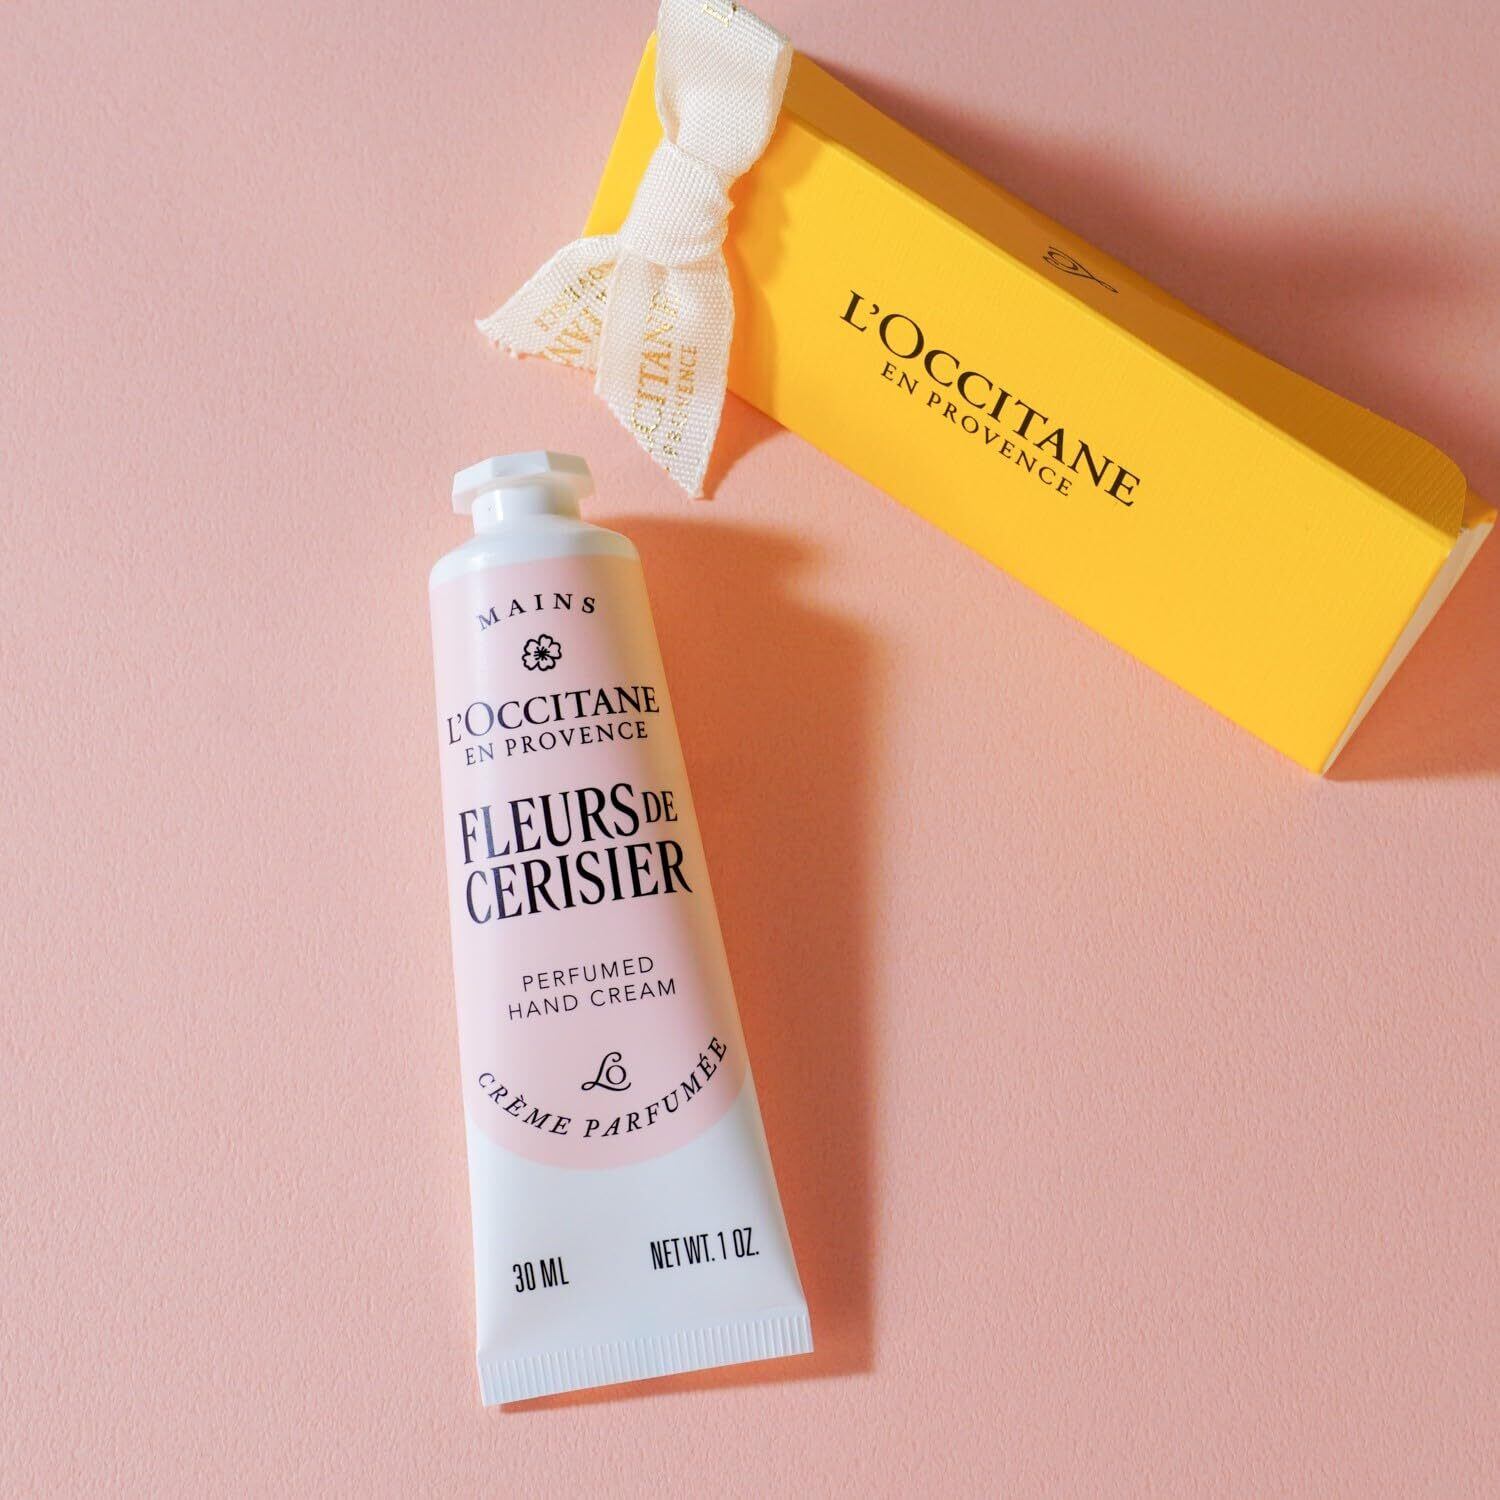 L'OCCITANE
EN PROVENCE
MAINS
L'OCCITANE
EN PROVENCE
FLEURS DE
CERISIER
PERFUMED
HAND CREAM
LO
CRÈME PARFUMÉE
30 ML
NET WT. 1 OZ.